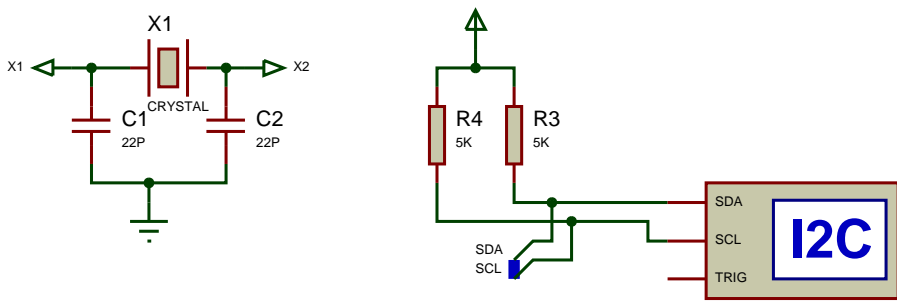 X1
X1
X2
CRYSTAL
C1
22P
C2
22P
R4
5K
R3
5K
SDA
SCL
SDA
SCL
TRIG
I2C